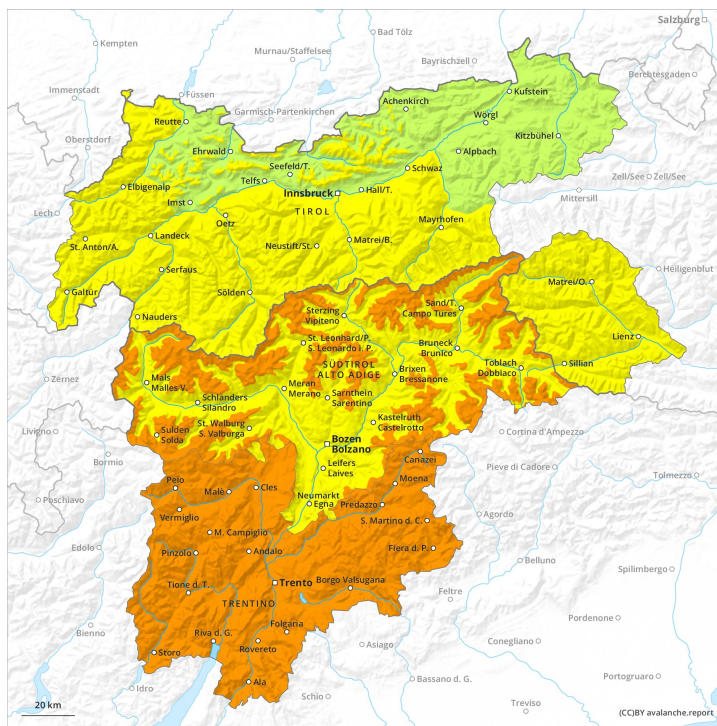 Salzburg
Kempten
Bad Tölz
Murnau/Staffelsee
Bayrischzell
Berchtesgaden
Immenstadt
Füssen
Garmisch-Partenkirchen
Achenkirch
Kufstein
Reutte
Wörgl
Oberstdorf
Ehrwald
Kitzbühel
Alpbach
Seefeld/T.
Telfs
Schwaz
Zell/See
Zell/See
Elbigenalp
Innsbruck
Hall/T.
Mittersill
Imst
Lech
Oetz
TIROL
Mayrhofen
St. Anton/A.
Landeck
Neustift/St.
Matrei/B.
Serfaus
Heiligenblut
Galtür
Sölden
Matrei/O.
Sand/T.
Campo Tures
Nauders
Sterzing
Vipiteno
Lienz
St. Leonhard/P.
S. Leonardo i. P.
Bruneck
Brunico
Sillian
Toblach
Dobbiaco
SÜDTIROL
ALTO ADIGE
Brixen
Bressanone
Zernez
Mals
Malles V.
Meran
Merano
Sarnthein
Sarentino
Schlanders
Silandro
Kastelruth
Castelrotto
St. Walburg
S. Valburga
Cortina d'Ampezzo
Livigno
Sulden
Solda
Bozen
Bolzano
Canazei
Bormio
Leifers
Laives
Pieve di Cadore
Tolmezzo
Moena
Peio
Malè
Cles
Neumarkt
Egna
Predazzo
Poschiavo
Vermiglio
Agordo
S. Martino d. C.
M. Campiglio
Edolo
Pinzolo
Andalo
Fiera d. P.
Belluno
Spilimbergo
Trento
Borgo Valsugana
Tione d. T.
Feltre
TRENTINO
Pordenone
Bienno
Folgaria
Riva d. G.
Rovereto
Asiago
Conegliano
Storo
Portogruaro
Ala
Bassano d. G.
Idro
Schio
Treviso
20 km
(CC)BY avalanche.report